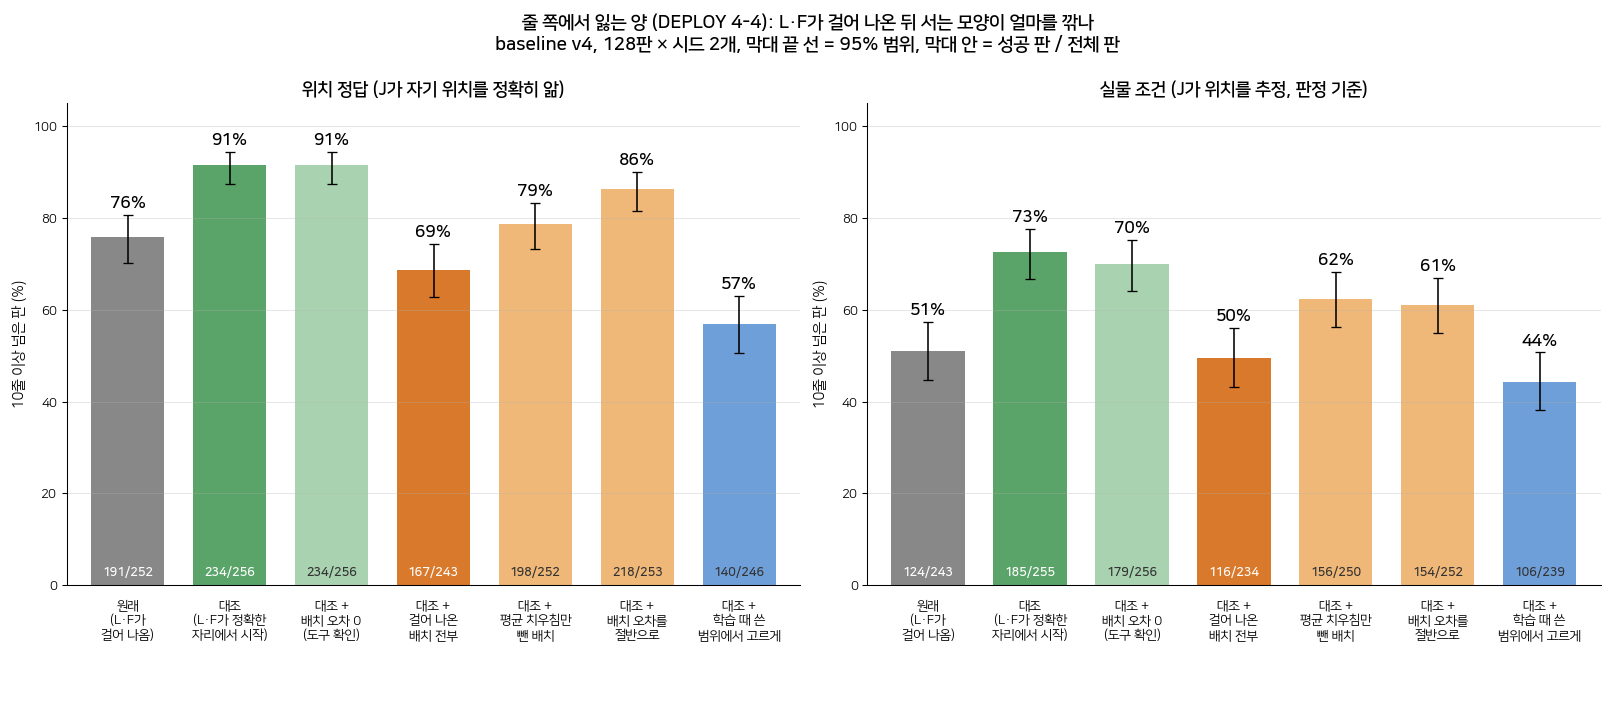 줄 쪽에서 잃는 양 (DEPLOY 4-4): L·F가 걸어 나온 뒤 서는 모양이 얼마를 깎나
baseline v4, 128판 × 시드 2개, 막대 끝 선 = 95% 범위, 막대 안 = 성공 판 / 전체 판
위치 정답 (J가 자기 위치를 정확히 앎)
10줄 이상 넘은 판 (%)
100
80
60
40
20
0
76%
91%
91%
69%
79%
86%
57%
191/252
234/256
234/256
167/243
198/252
218/253
140/246
원래
(L·F가
걸어 나옴)
대조
(L·F가 정확한
자리에서 시작)
대조 +
배치 오차 0
(도구 확인)
대조 +
걸어 나온
배치 전부
대조 +
평균 치우침만
뺀 배치
대조 +
배치 오차를
절반으로
대조 +
학습 때 쓴
범위에서 고르게
실물 조건 (J가 위치를 추정, 판정 기준)
10줄 이상 넘은 판 (%)
100
80
60
40
20
0
51%
73%
70%
50%
62%
61%
44%
124/243
185/255
179/256
116/234
156/250
154/252
106/239
원래
(L·F가
걸어 나옴)
대조
(L·F가 정확한
자리에서 시작)
대조 +
배치 오차 0
(도구 확인)
대조 +
걸어 나온
배치 전부
대조 +
평균 치우침만
뺀 배치
대조 +
배치 오차를
절반으로
대조 +
학습 때 쓴
범위에서 고르게